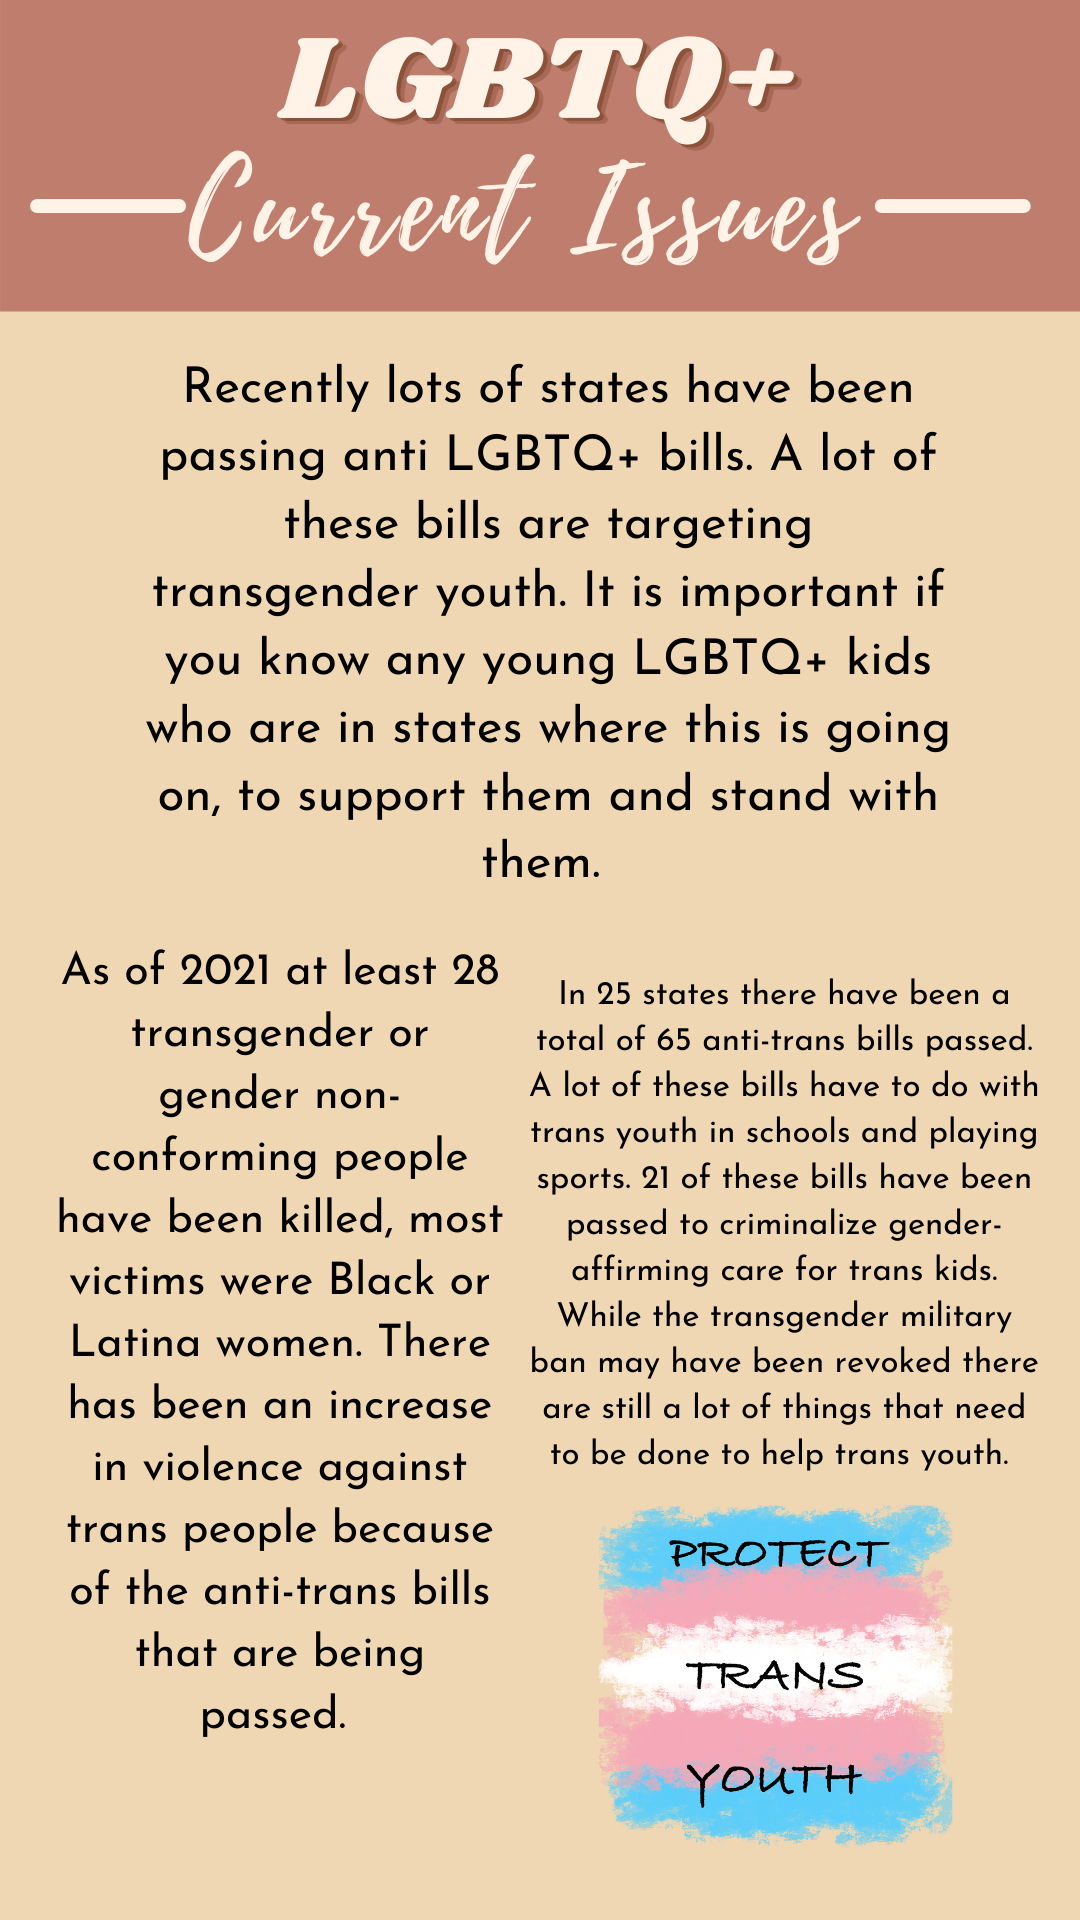 LGBTQ+
Current Issues
Recently lots of states have been
passing anti LGBTQ+ bills. A lot of
these bills are targeting
transgender youth. It is important if
you know any young LGBTQ+ kids
who are in states where this is going
on, to support them and stand with
them.
As of 2021 at least 28
transgender or
gender non-
conforming people
have been killed, most
victims were Black or
Latina women. There
has been an increase
in violence against
trans people because
of the anti-trans bills
that are being
passed.
In 25 states there have been a
total of 65 anti-trans bills passed.
A lot of these bills have to do with
trans youth in schools and playing
sports. 21 of these bills have been
passed to criminalize gender-
affirming care for trans kids.
While the transgender military
ban may have been revoked there
are still a lot of things that need
to be done to help trans youth.
PROTECT
TRANS
YOUTH